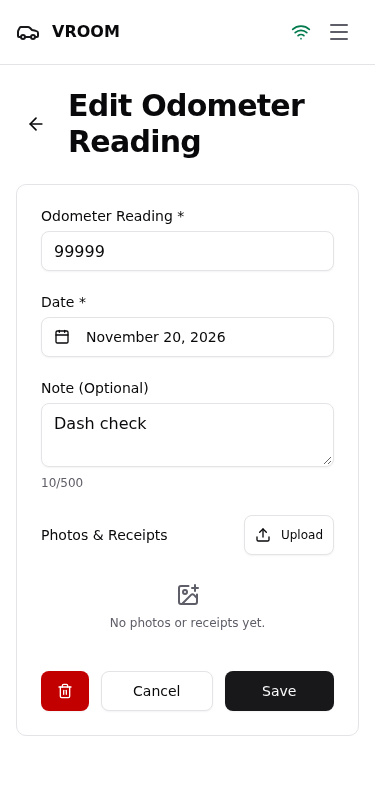 VROOM
Edit Odometer
Reading
Odometer Reading *
99999
Date *
November 20, 2026
Note (Optional)
Dash check
10/500
Photos & Receipts
Upload
No photos or receipts yet.
Cancel
Save